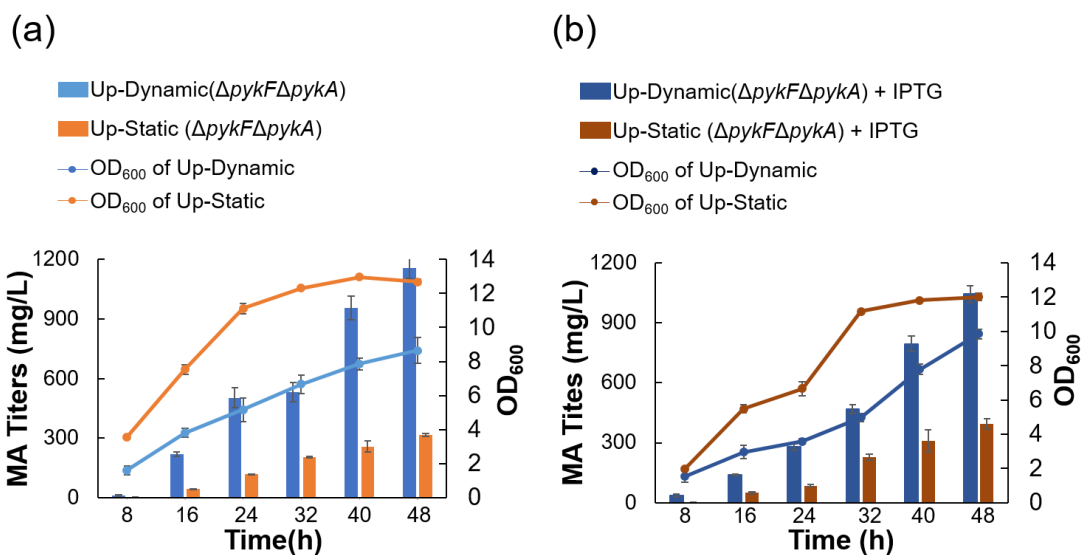 (a)
Up-Dynamic(ΔpykFΔpykA)
Up-Static (ΔpykFΔpykA)
OD600 of Up-Dynamic
OD600 of Up-Static
MA Titers (mg/L)
1200
900
600
300
0
14
12
10
8
6
4
2
0
OD600
8 16 24 32 40 48
Time(h)
(b)
Up-Dynamic(ΔpykFΔpykA) + IPTG
Up-Static (ΔpykFΔpykA) + IPTG
OD600 of Up-Dynamic
OD600 of Up-Static
MA Tites (mg/L)
1200
900
600
300
0
14
12
10
8
6
4
2
0
OD600
8 16 24 32 40 48
Time(h)